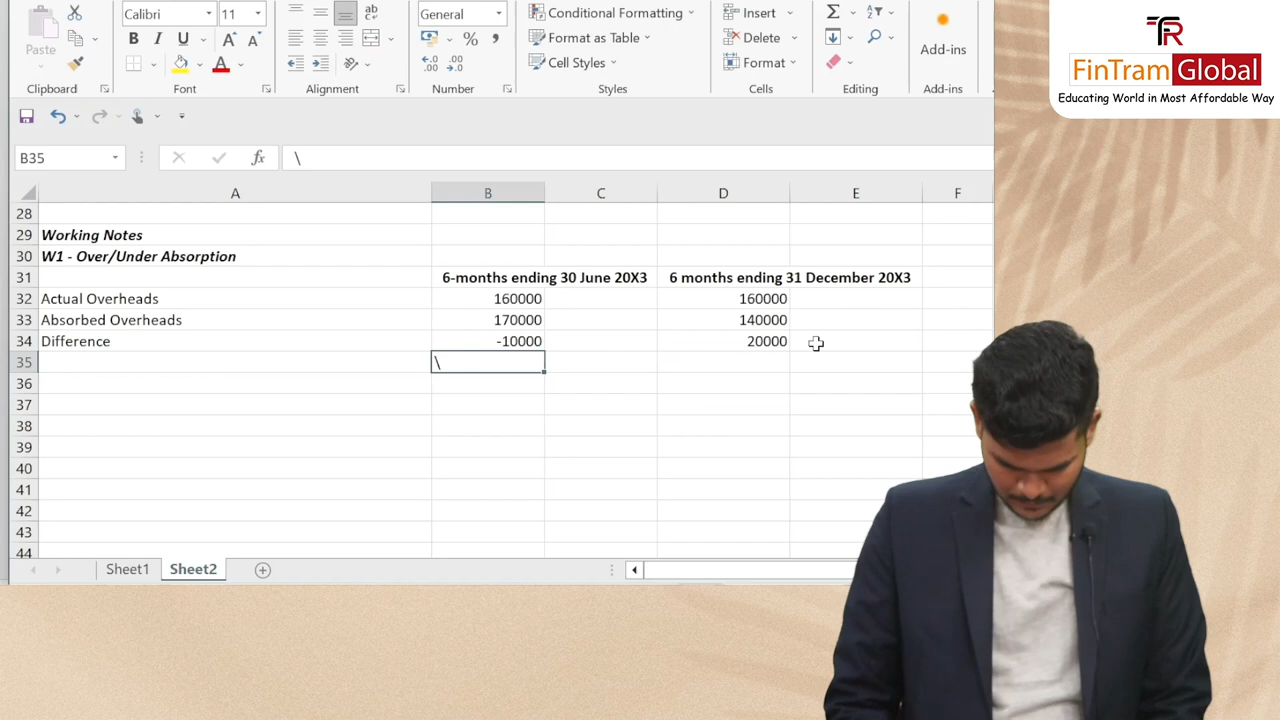 Calibri 11 General Conditional Formatting Insert
Paste B I U Format as Table Delete Add-ins
Cell Styles Format
Clipboard Font Alignment Number Styles Cells Editing Add-ins
TR
FinTram Global
Educating World in Most Affordable Way
B35 fx \
A B C D E F
28
29 Working Notes
30 W1 - Over/Under Absorption
31 6-months ending 30 June 20X3 6 months ending 31 December 20X3
32 Actual Overheads 160000 160000
33 Absorbed Overheads 170000 140000
34 Difference -10000 20000
35 \
36
37
38
39
40
41
42
43
44
Sheet1 Sheet2